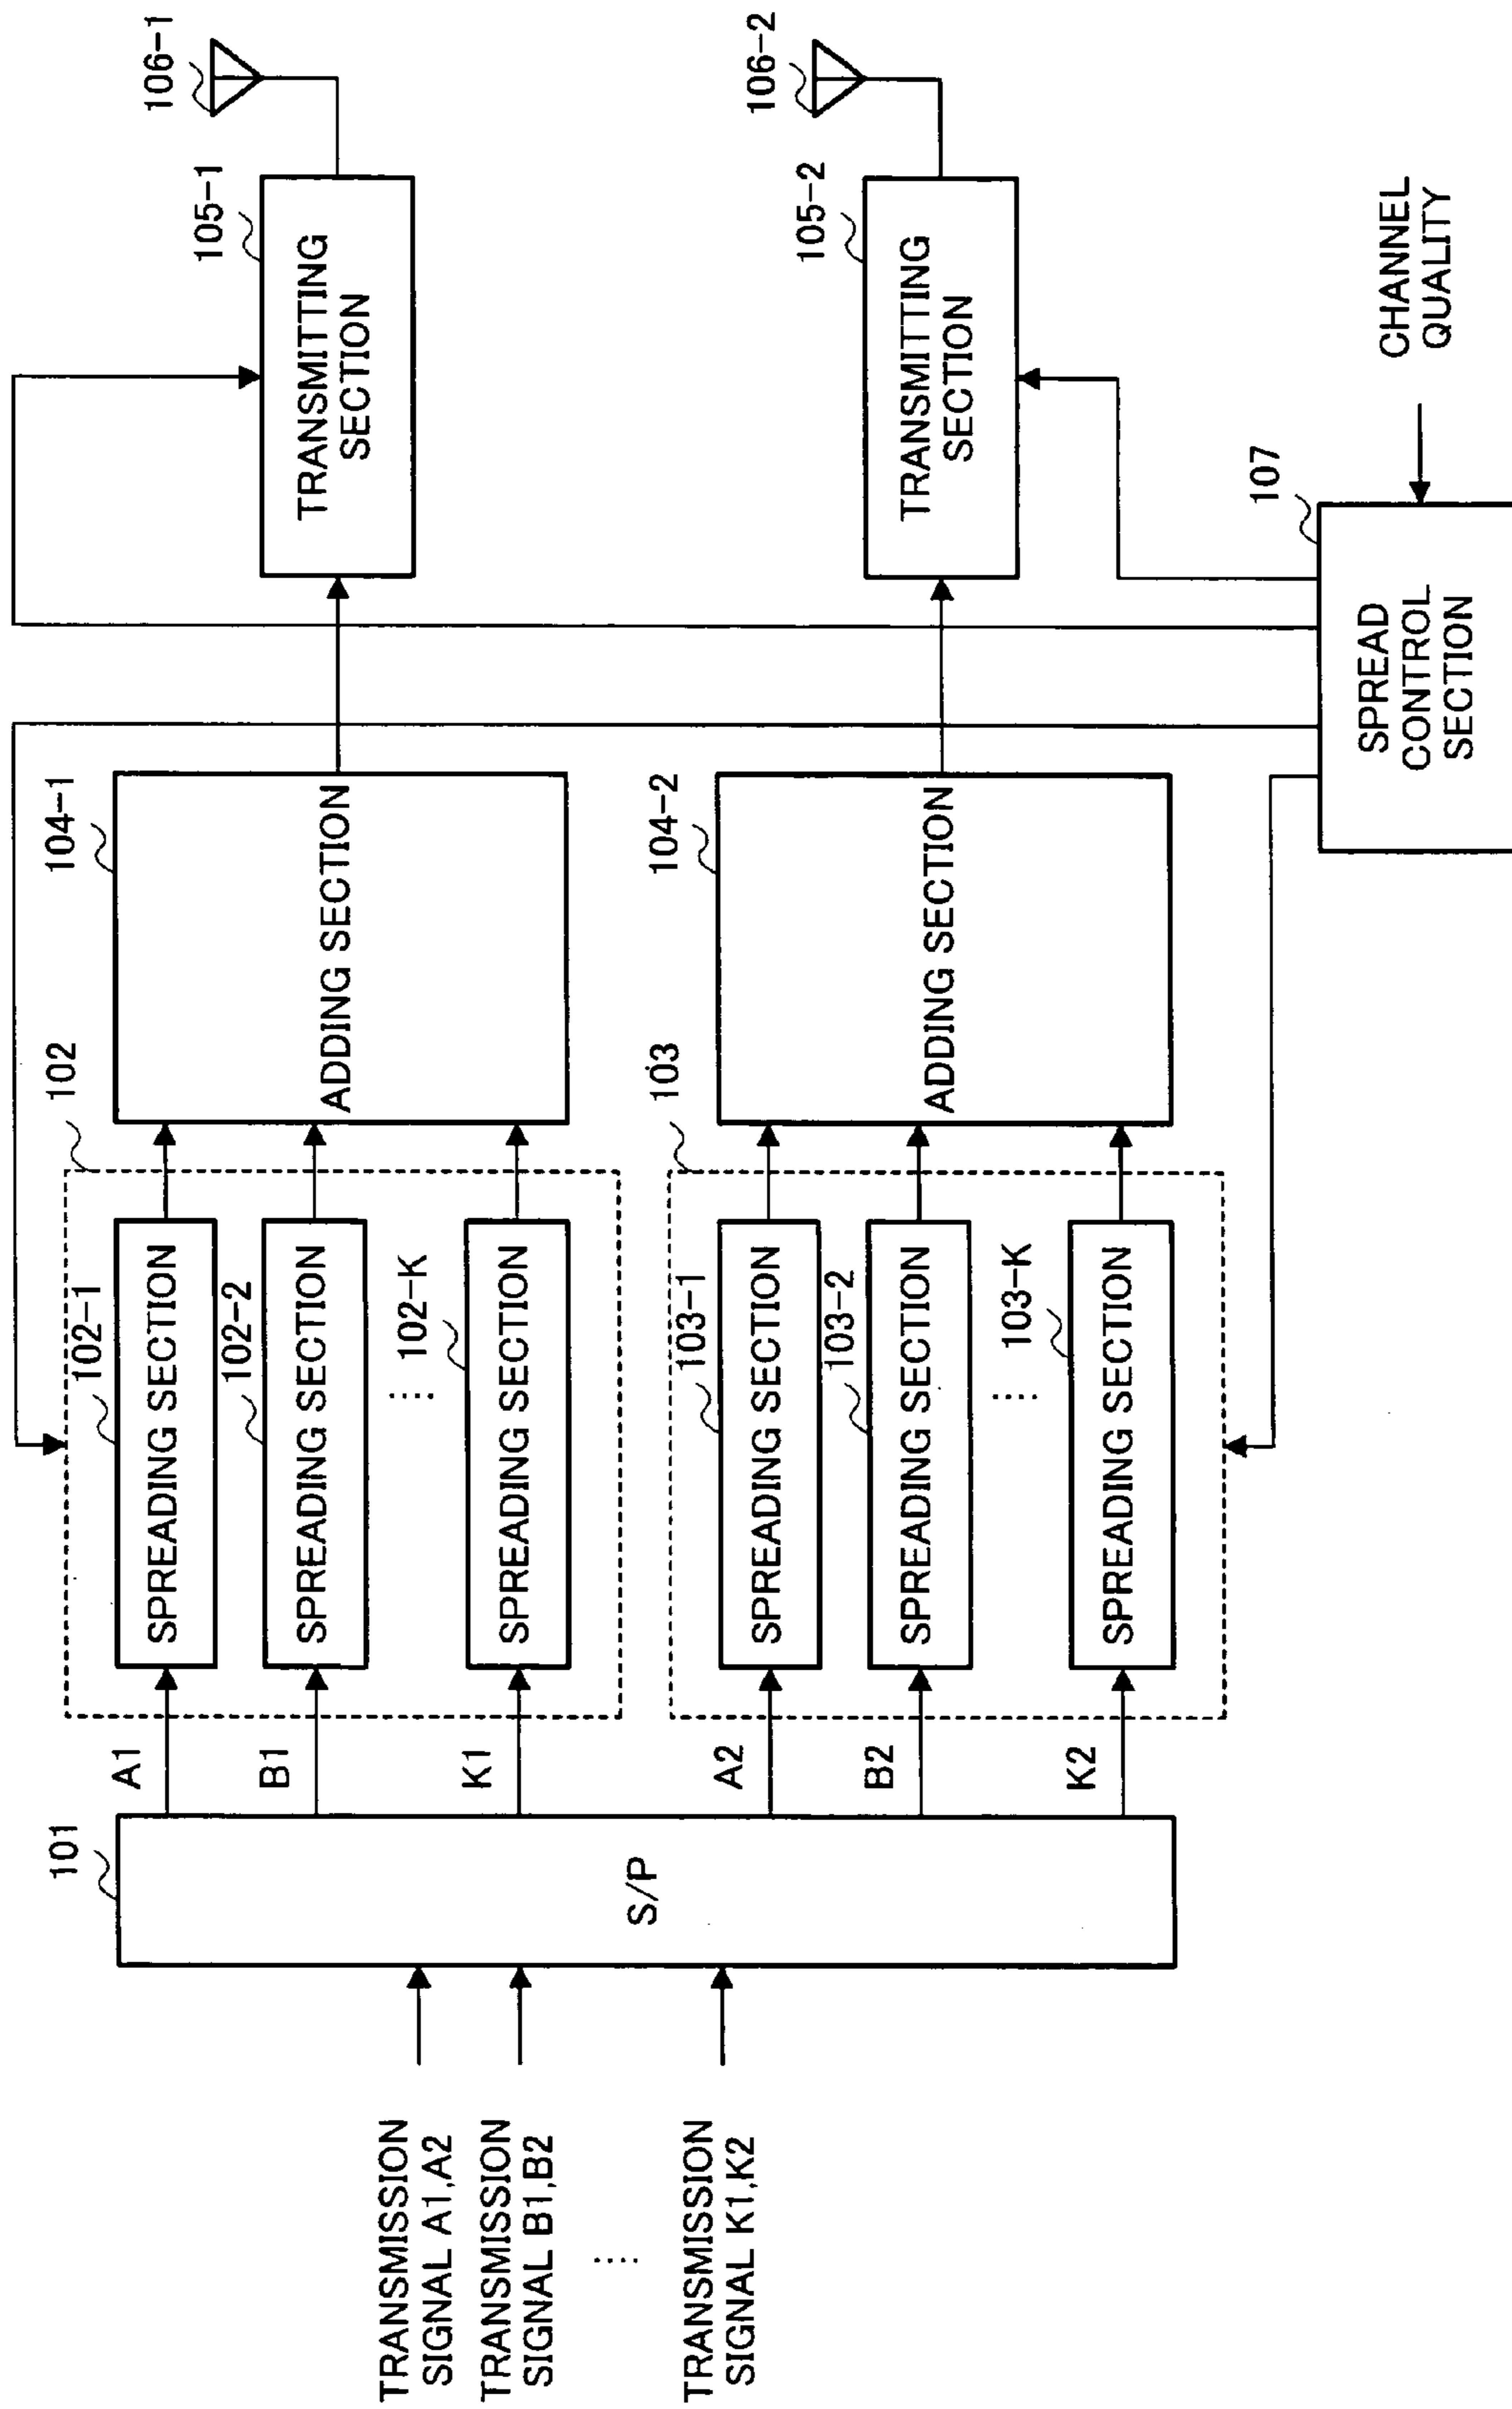 TRANSMISSION
SIGNAL A1,A2
TRANSMISSION
SIGNAL B1,B2
TRANSMISSION
SIGNAL K1,K2
101
S/P
A1
B1
K1
A2
B2
K2
102
102-1
SPREADING SECTION
102-2
SPREADING SECTION
102-K
SPREADING SECTION
103
103-1
SPREADING SECTION
103-2
SPREADING SECTION
103-K
SPREADING SECTION
104-1
ADDING SECTION
104-2
ADDING SECTION
105-1
TRANSMITTING
SECTION
105-2
TRANSMITTING
SECTION
106-1
106-2
107
SPREAD
CONTROL
SECTION
CHANNEL
QUALITY